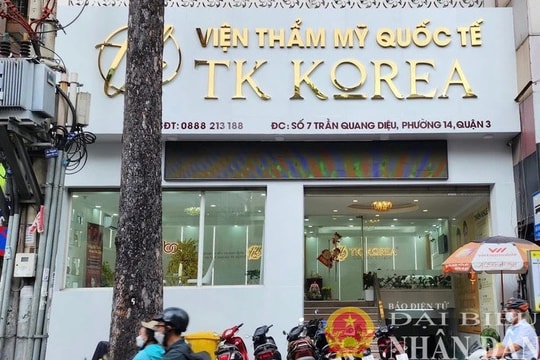 VIỆN THẨM MỸ QUỐC TẾ
TK KOREA
SĐT: 0888 213 188 ĐC: SỐ 7 TRẦN QUANG DIỆU, PHƯỜNG 14, QUẬN 3
TK KOREA
BÁO ĐIỆN TỬ
ĐẠI BIỂU
NHÂN DÂN